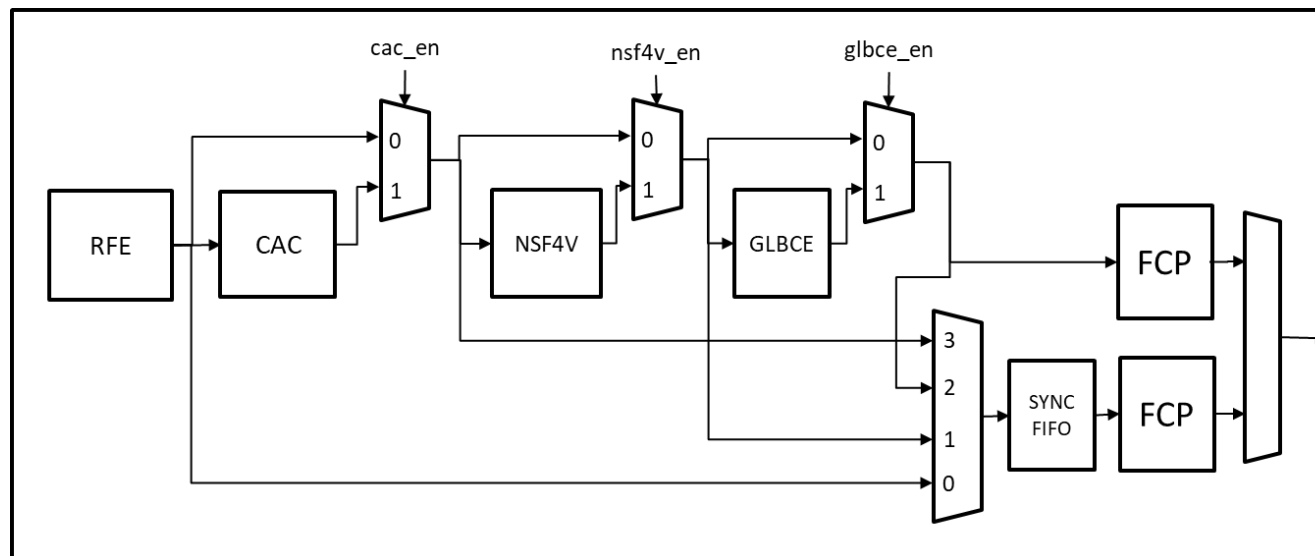 cac_en
nsf4v_en
glbce_en
0
0
0
1
1
1
RFE
CAC
NSF4V
GLBCE
FCP
3
2
SYNC
FIFO
FCP
1
0